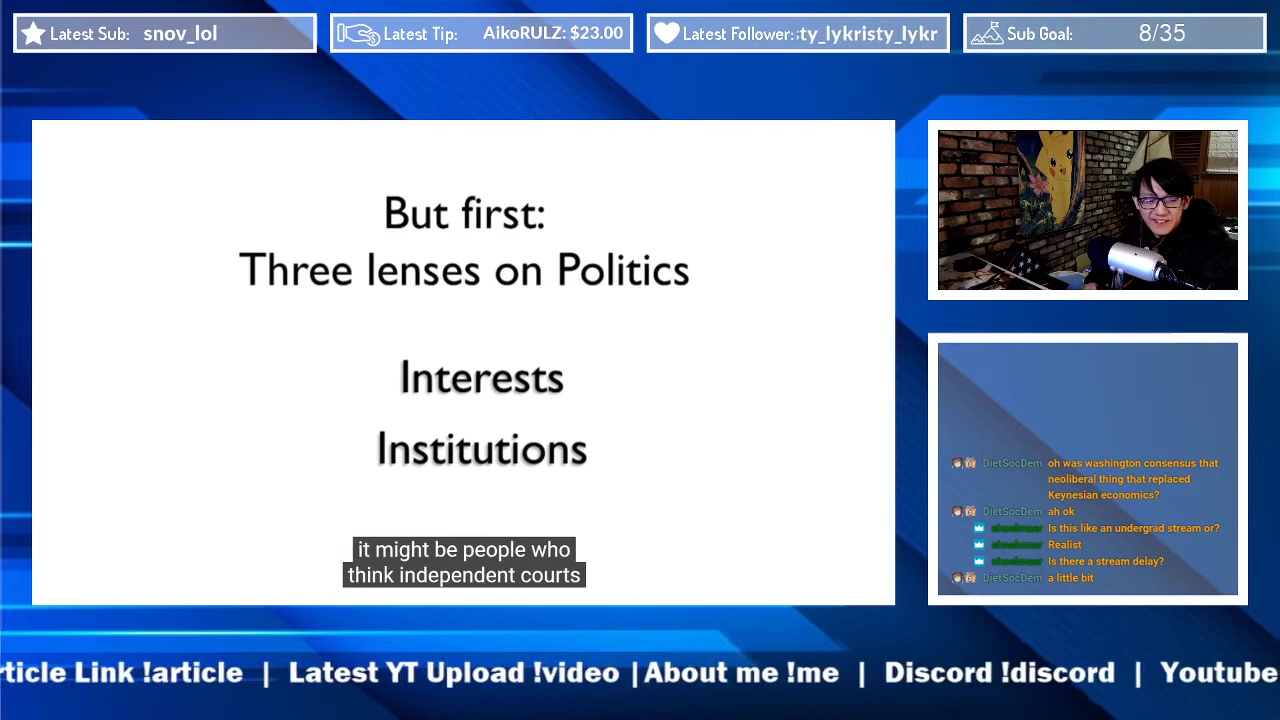 Latest Sub: snov_lol
Latest Tip: AikoRULZ: $23.00
Latest Follower: ty_lykristy_lykr
Sub Goal: 8/35
But first:
Three lenses on Politics
Interests
Institutions
it might be people who
think independent courts
DietSocDem oh was washington consensus that
neoliberal thing that replaced
Keynesian economics?
DietSocDem ah ok
Is this like an undergrad stream or?
Realist
Is there a stream delay?
DietSocDem a little bit
rticle Link !article | Latest YT Upload !video | About me !me | Discord !discord | Youtube